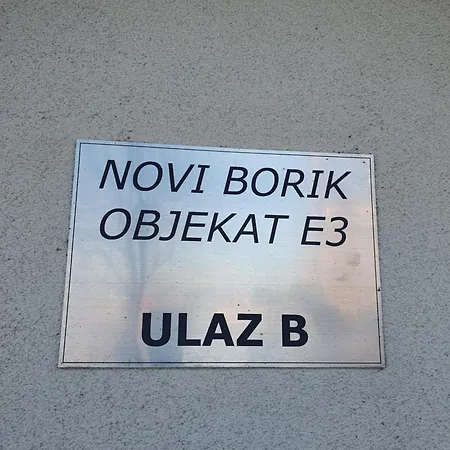 NOVI BORIK
OBJEKAT E3
ULAZ B